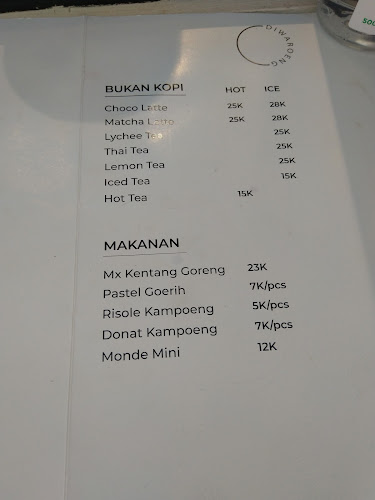 DIWAROENG
BUKAN KOPI HOT ICE
Choco Latte 25K 28K
Matcha Latte 25K 28K
Lychee Tea 25K
Thai Tea 25K
Lemon Tea 25K
Iced Tea 15K
Hot Tea 15K
MAKANAN
Mx Kentang Goreng 23K
Pastel Goerih 7K/pcs
Risole Kampoeng 5K/pcs
Donat Kampoeng 7K/pcs
Monde Mini 12K